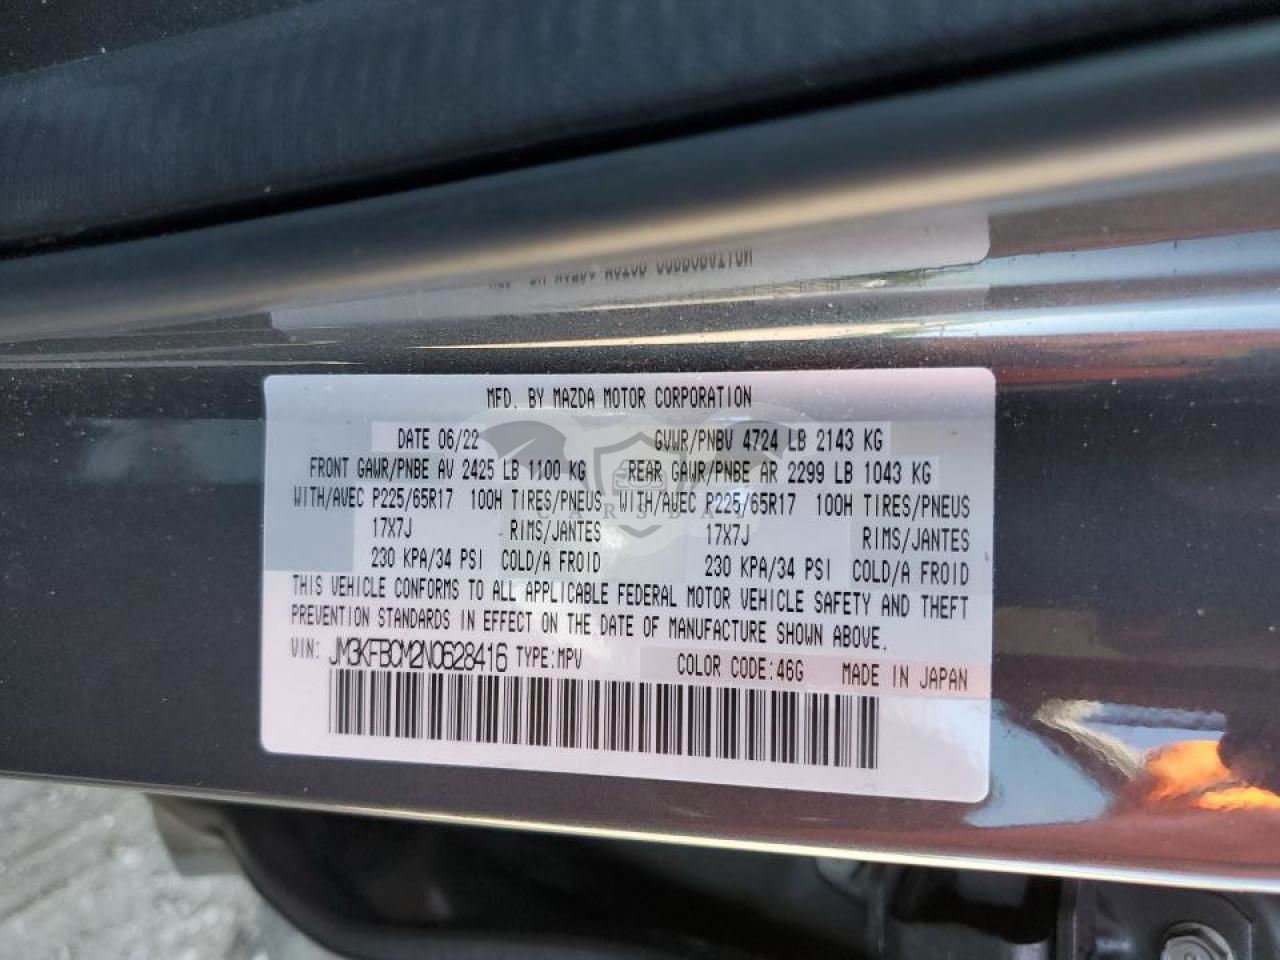 MFD. BY MAZDA MOTOR CORPORATION
DATE 06/22 GVWR/PNBV 4724 LB 2143 KG
FRONT GAWR/PNBE AV 2425 LB 1100 KG REAR GAWR/PNBE AR 2299 LB 1043 KG
WITH/AVEC P225/65R17 100H TIRES/PNEUS WITH/AVEC P225/65R17 100H TIRES/PNEUS
17X7J RIMS/JANTES 17X7J RIMS/JANTES
230 KPA/34 PSI COLD/A FROID 230 KPA/34 PSI COLD/A FROID
THIS VEHICLE CONFORMS TO ALL APPLICABLE FEDERAL MOTOR VEHICLE SAFETY AND THEFT
PREVENTION STANDARDS IN EFFECT ON THE DATE OF MANUFACTURE SHOWN ABOVE.
VIN: JM3KFBCM2N0628416 TYPE:MPV COLOR CODE:46G MADE IN JAPAN